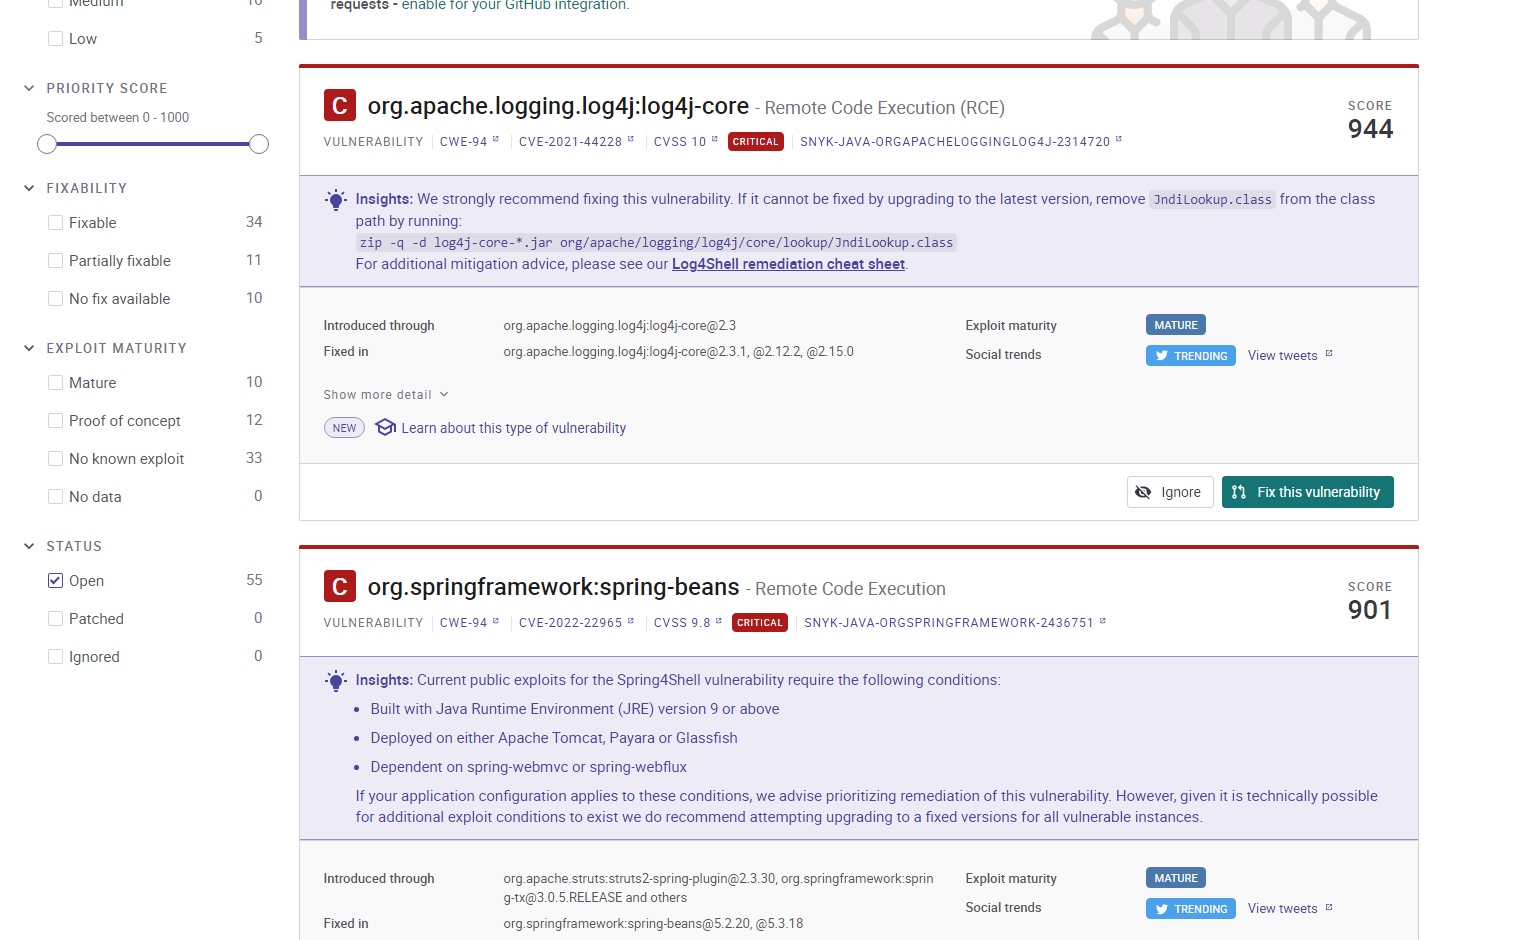 Medium 16
Low 5
PRIORITY SCORE
Scored between 0 - 1000
FIXABILITY
Fixable 34
Partially fixable 11
No fix available 10
EXPLOIT MATURITY
Mature 10
Proof of concept 12
No known exploit 33
No data 0
STATUS
Open 55
Patched 0
Ignored 0
requests - enable for your GitHub integration.
C org.apache.logging.log4j:log4j-core - Remote Code Execution (RCE)
SCORE
944
VULNERABILITY CWE-94 CVE-2021-44228 CVSS 10 CRITICAL SNYK-JAVA-ORGAPACHELOGGINGLOG4J-2314720
Insights: We strongly recommend fixing this vulnerability. If it cannot be fixed by upgrading to the latest version, remove JndiLookup.class from the class
path by running:
zip -q -d log4j-core-*.jar org/apache/logging/log4j/core/lookup/JndiLookup.class
For additional mitigation advice, please see our Log4Shell remediation cheat sheet.
Introduced through org.apache.logging.log4j:log4j-core@2.3
Fixed in org.apache.logging.log4j:log4j-core@2.3.1, @2.12.2, @2.15.0
Exploit maturity MATURE
Social trends TRENDING View tweets
Show more detail
NEW Learn about this type of vulnerability
Ignore Fix this vulnerability
C org.springframework:spring-beans - Remote Code Execution
SCORE
901
VULNERABILITY CWE-94 CVE-2022-22965 CVSS 9.8 CRITICAL SNYK-JAVA-ORGSPRINGFRAMEWORK-2436751
Insights: Current public exploits for the Spring4Shell vulnerability require the following conditions:
• Built with Java Runtime Environment (JRE) version 9 or above
• Deployed on either Apache Tomcat, Payara or Glassfish
• Dependent on spring-webmvc or spring-webflux
If your application configuration applies to these conditions, we advise prioritizing remediation of this vulnerability. However, given it is technically possible
for additional exploit conditions to exist we do recommend attempting upgrading to a fixed versions for all vulnerable instances.
Introduced through org.apache.struts:struts2-spring-plugin@2.3.30, org.springframework:sprin
g-tx@3.0.5.RELEASE and others
Fixed in org.springframework:spring-beans@5.2.20, @5.3.18
Exploit maturity MATURE
Social trends TRENDING View tweets